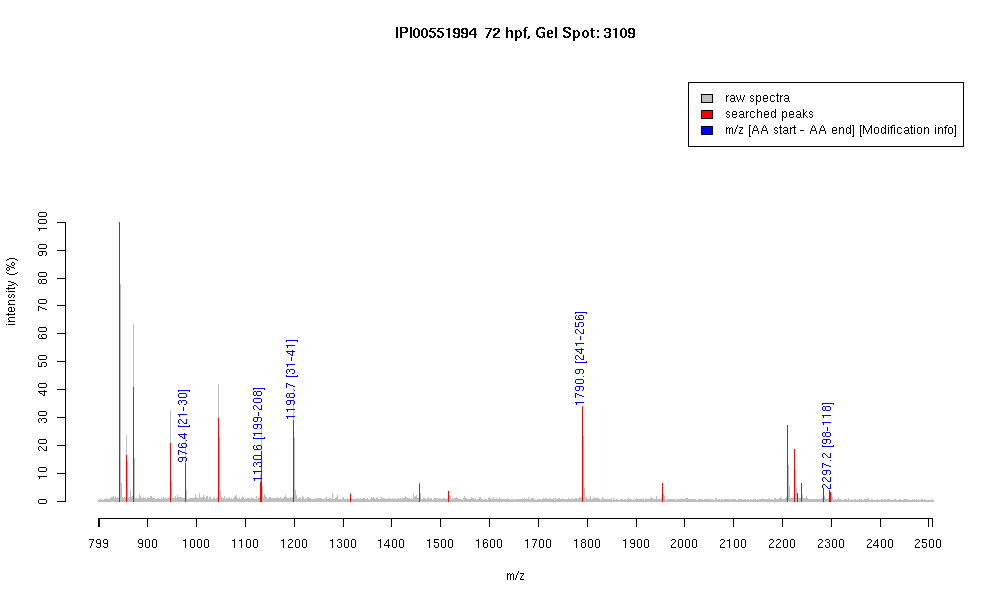 IPI00551994 72 hpf, Gel Spot: 3109
raw spectra
searched peaks
m/z [AA start - AA end] [Modification info]
intensity (%)
100
90
80
70
60
50
40
30
20
10
0
976.4 [21-30]
1130.6 [199-208]
1198.7 [31-41]
1790.9 [241-256]
2297.2 [98-118]
799 900 1000 1100 1200 1300 1400 1500 1600 1700 1800 1900 2000 2100 2200 2300 2400 2500
m/z